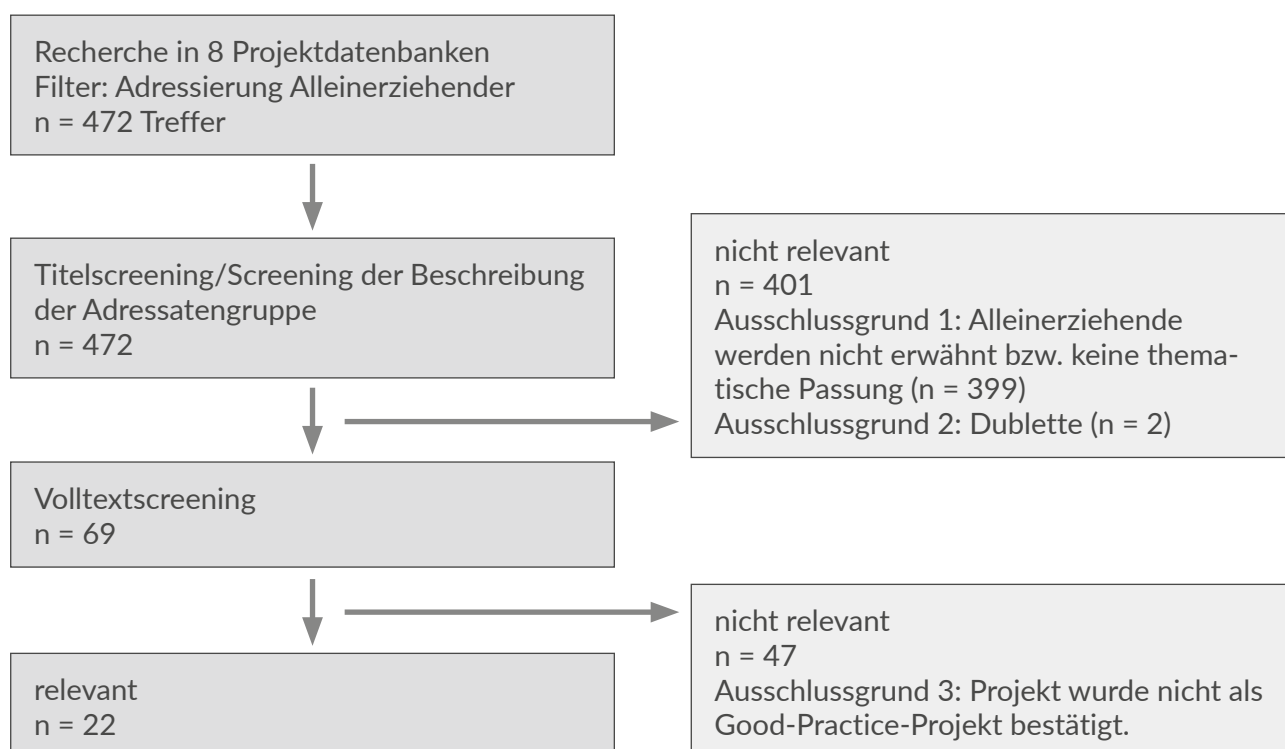 Recherche in 8 Projektdatenbanken
Filter: Adressierung Alleinerziehender
n = 472 Treffer
Titelscreening/Screening der Beschreibung
der Adressatengruppe
n = 472
nicht relevant
n = 401
Ausschlussgrund 1: Alleinerziehende
werden nicht erwähnt bzw. keine thema-
tische Passung (n = 399)
Ausschlussgrund 2: Dublette (n = 2)
Volltextscreening
n = 69
nicht relevant
n = 47
Ausschlussgrund 3: Projekt wurde nicht als
Good-Practice-Projekt bestätigt.
relevant
n = 22